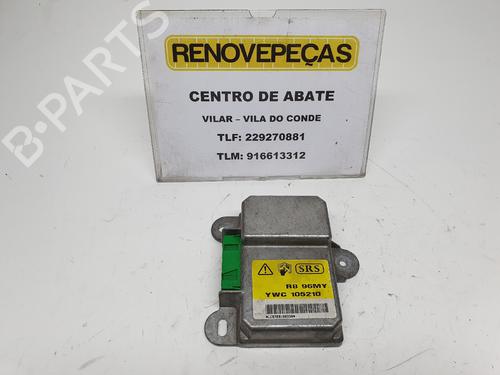 RENOVEPEÇAS
CENTRO DE ABATE
VILAR – VILA DO CONDE
TLF: 229270881
TLM: 916613312
B-PARTS
SRS
R8 96MY
YWC 105210